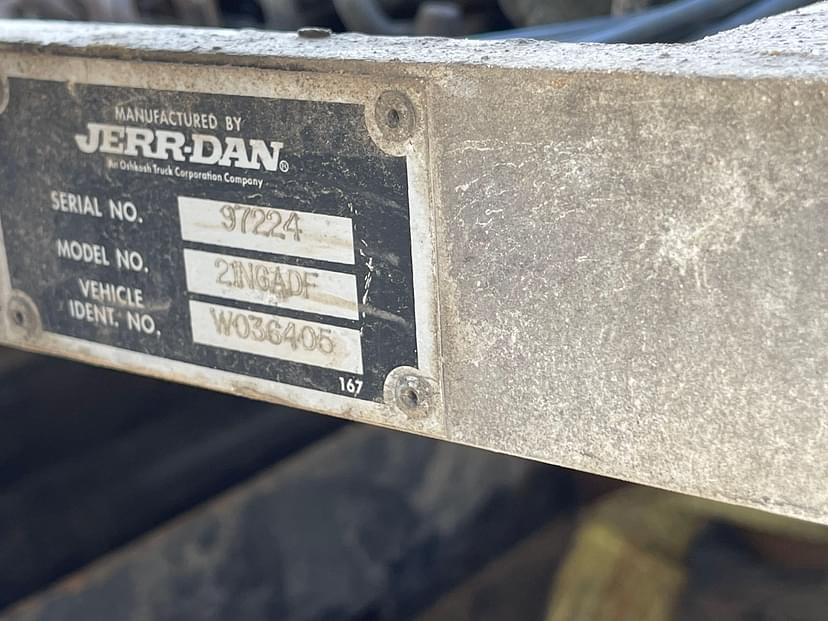 MANUFACTURED BY
JERR-DAN®
An Oshkosh Truck Corporation Company
SERIAL NO. 97224
MODEL NO. 21NGADF
VEHICLE
IDENT. NO. W036405
167